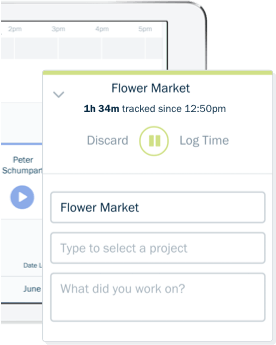 2pm 3pm 4pm 5pm
Flower Market
1h 34m tracked since 12:50pm
Discard Log Time
Peter
Schumpan
Flower Market
Type to select a project
Date L
What did you work on?
June